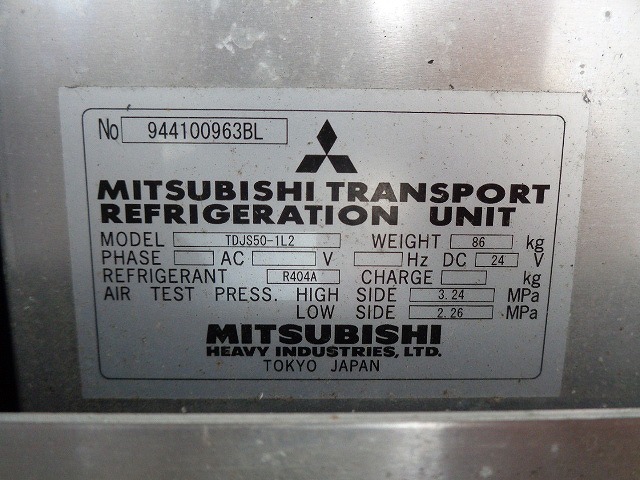 No 944100963BL
MITSUBISHI TRANSPORT
REFRIGERATION UNIT
MODEL TDJS50-1L2 WEIGHT 86 kg
PHASE AC V Hz DC 24 V
REFRIGERANT R404A CHARGE kg
AIR TEST PRESS. HIGH SIDE 3.24 MPa
LOW SIDE 2.26 MPa
MITSUBISHI
HEAVY INDUSTRIES, LTD.
TOKYO JAPAN